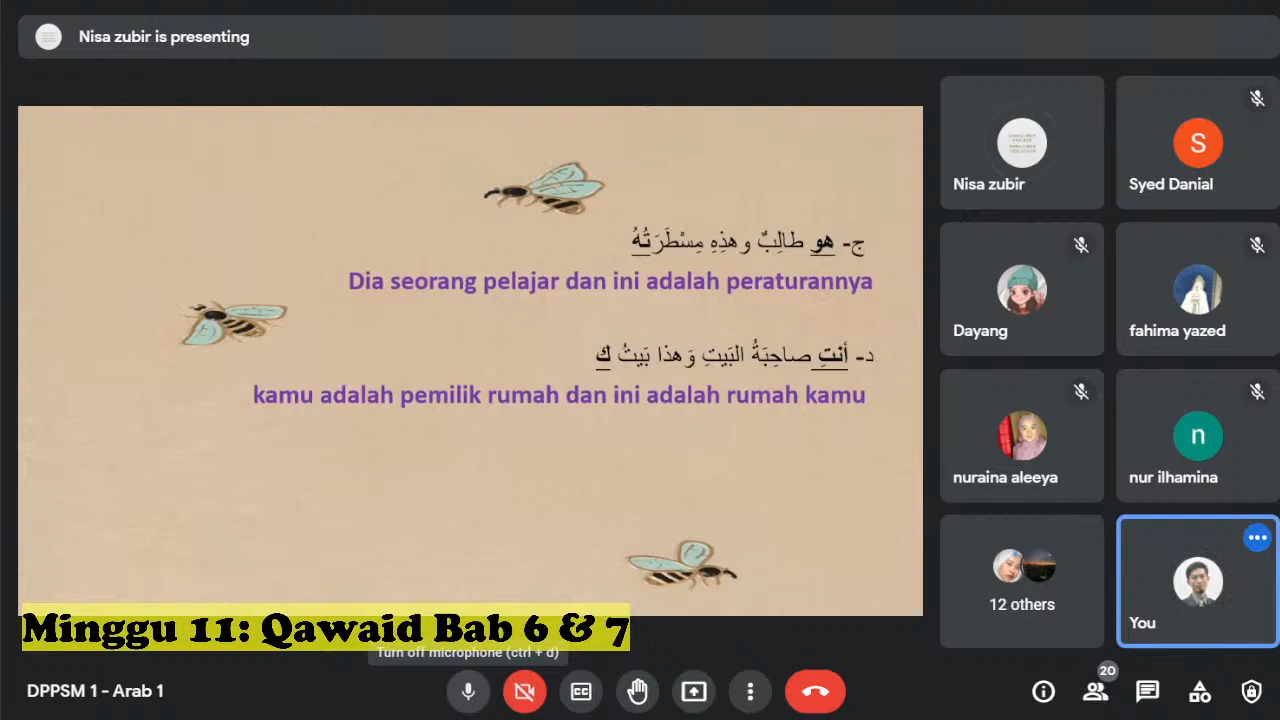 Nisa zubir is presenting
ج- هو طالِبٌ وهذِهِ مِسْطَرَتُهُ
Dia seorang pelajar dan ini adalah peraturannya
د- أنتِ صاحِبَةُ البَيتِ وَهذا بَيتُ ك
kamu adalah pemilik rumah dan ini adalah rumah kamu
Minggu 11: Qawaid Bab 6 & 7
Turn off microphone (ctrl + d)
Nisa zubir
S
Syed Danial
Dayang
fahima yazed
nuraina aleeya
n
nur ilhamina
12 others
You
DPPSM 1 - Arab 1
CC
20